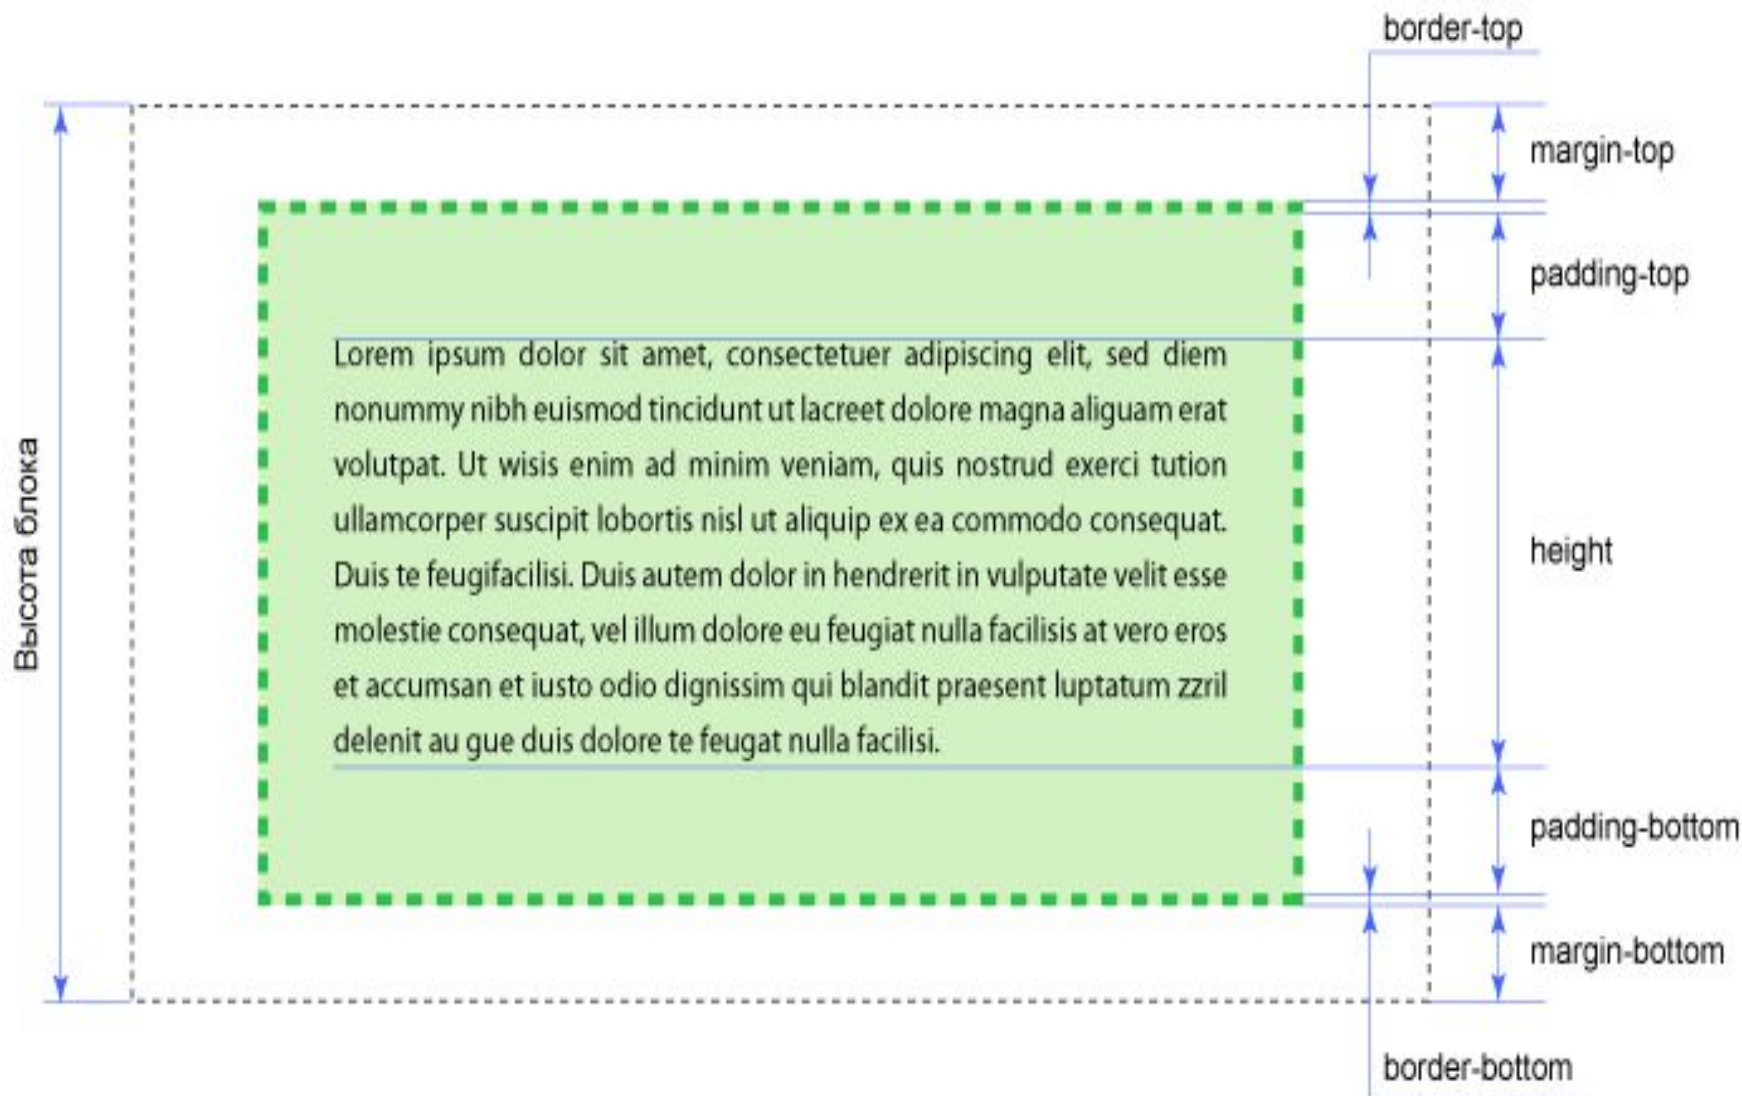 border-top
margin-top
padding-top
Lorem ipsum dolor sit amet, consectetuer adipiscing elit, sed diem
nonummy nibh euismod tincidunt ut lacreet dolore magna aliguam erat
volutpat. Ut wisis enim ad minim veniam, quis nostrud exerci tution
ullamcorper suscipit lobortis nisl ut aliquip ex ea commodo consequat.
Duis te feugifacilisi. Duis autem dolor in hendrerit in vulputate velit esse
molestie consequat, vel illum dolore eu feugiat nulla facilisis at vero eros
et accumsan et iusto odio dignissim qui blandit praesent luptatum zzril
delenit au gue duis dolore te feugat nulla facilisi.
Высота блока
height
padding-bottom
margin-bottom
border-bottom